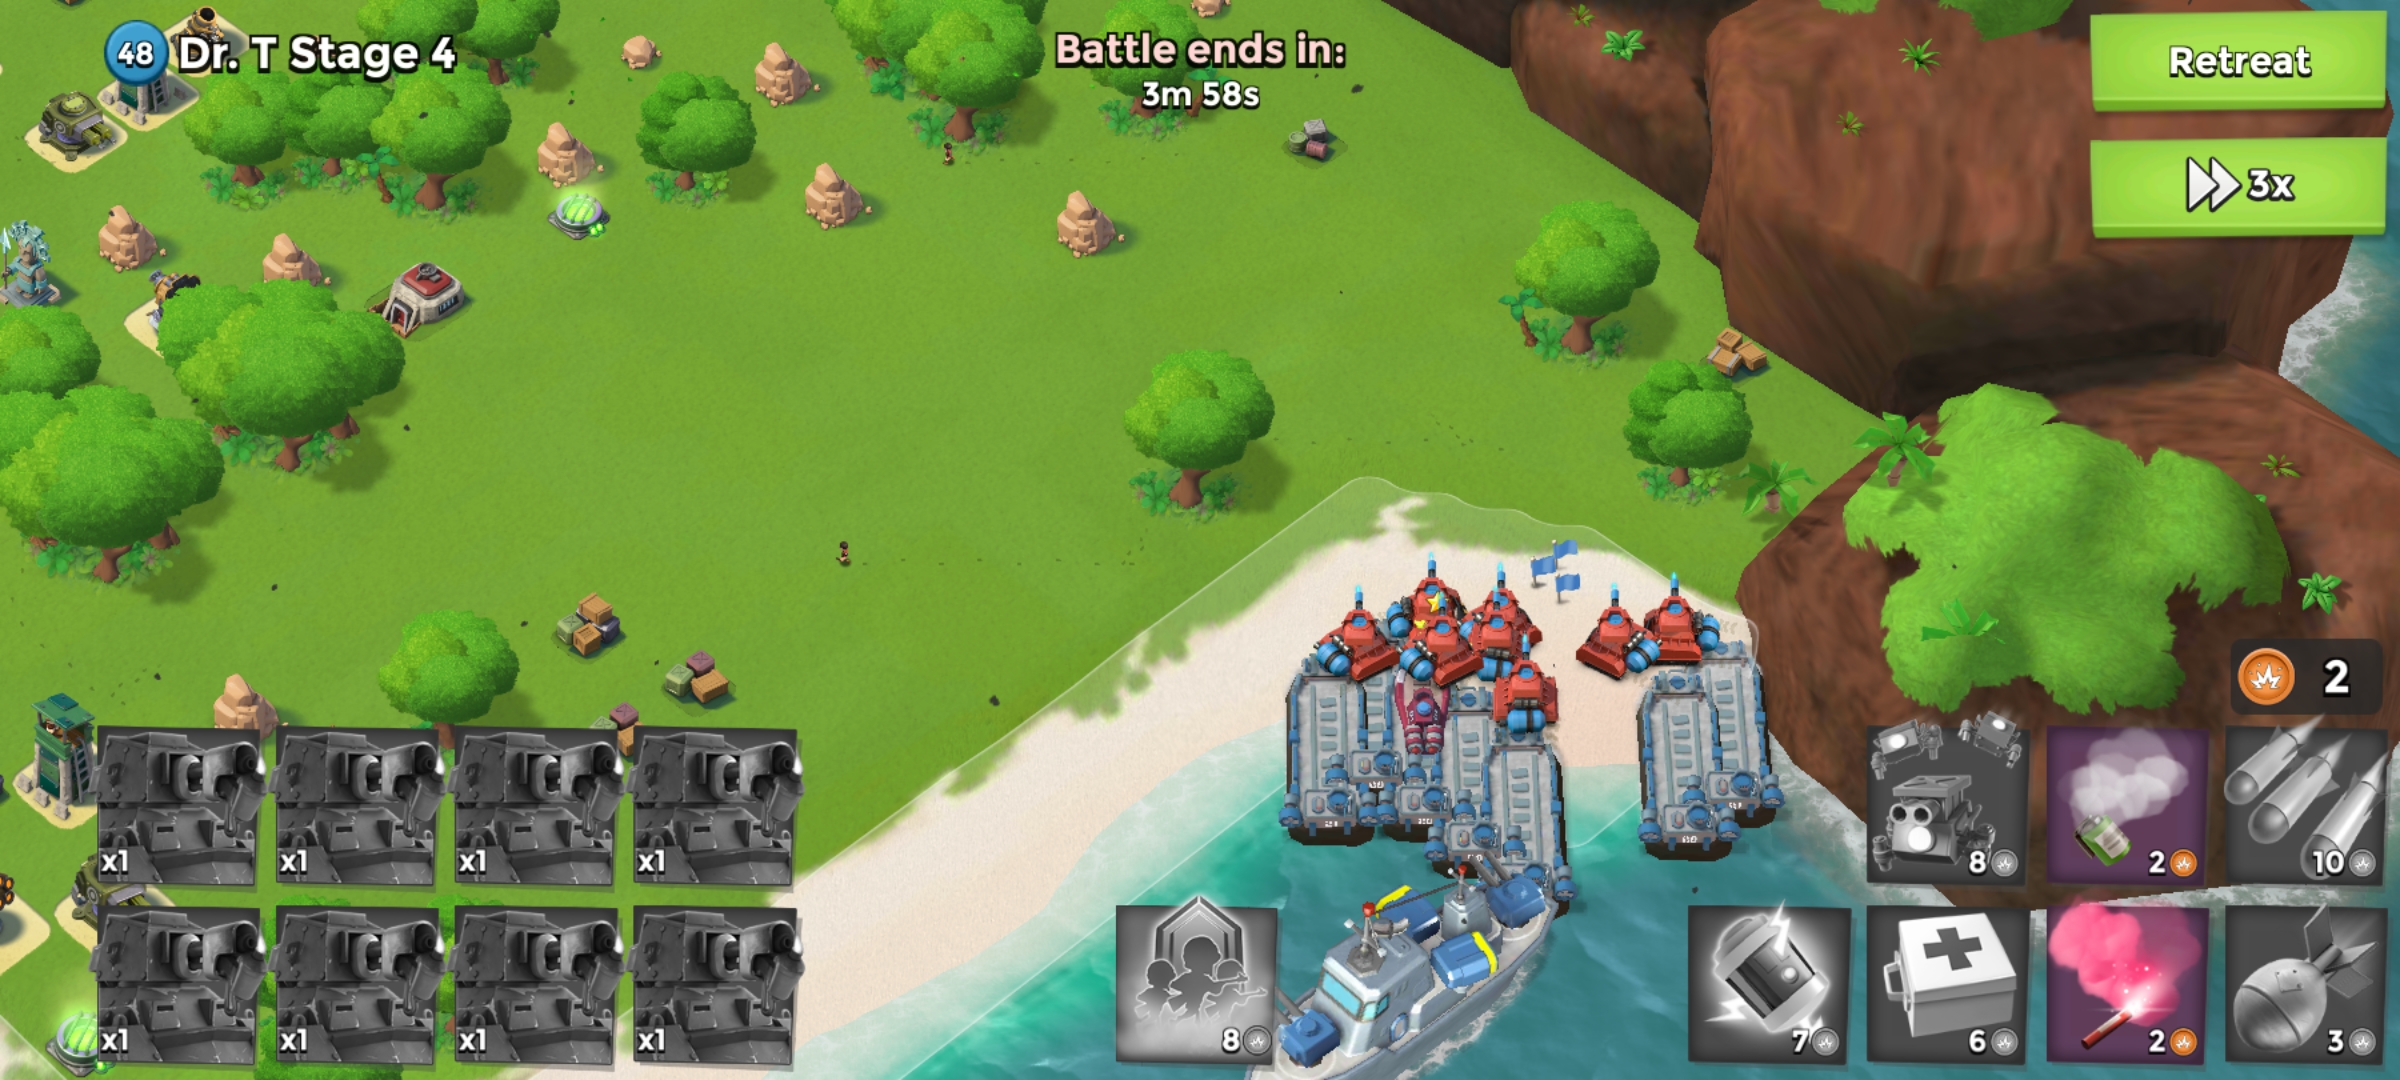 48 Dr. T Stage 4
Battle ends in:
3m 58s
Retreat
3x
2
x1 x1 x1 x1
8 2 10
x1 x1 x1 x1
8 7 6 2 3